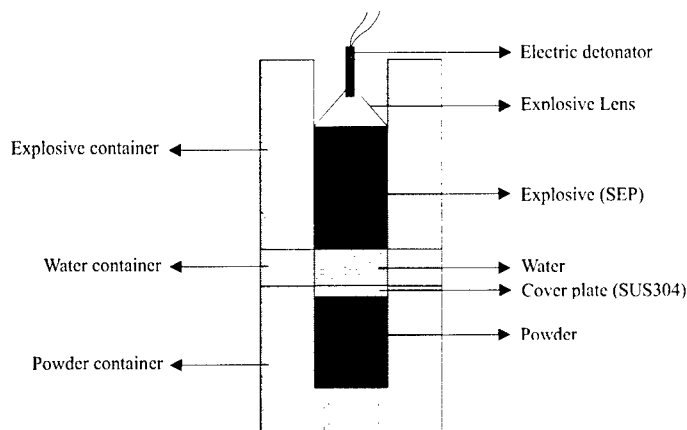 Electric detonator
Explosive Lens
Explosive container
Explosive (SEP)
Water container
Water
Cover plate (SUS304)
Powder
Powder container